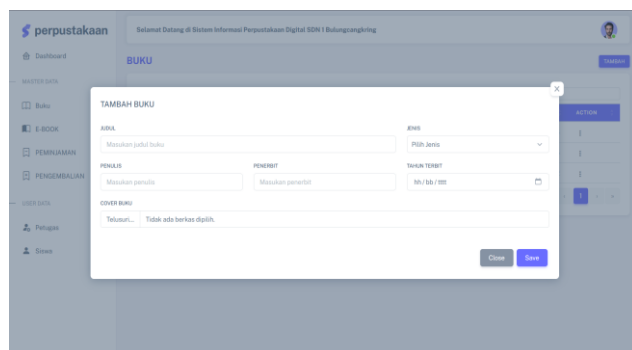 perpustakaan
Selamat Datang di Sistem Informasi Perpustakaan Digital SDN 1 Bulungcangkring
Dashboard
BUKU
TAMBAH
MASTER DATA
Buku
E-BOOK
PEMINJAMAN
PENGEMBALIAN
USER DATA
Petugas
Siswa
ACTION
1
TAMBAH BUKU
JUDUL
JENIS
Masukan judul buku
Pilih Jenis
PENULIS
PENERBIT
TAHUN TERBIT
Masukan penulis
Masukan penerbit
hh / bb / tttt
COVER BUKU
Telusuri... Tidak ada berkas dipilih.
Close
Save